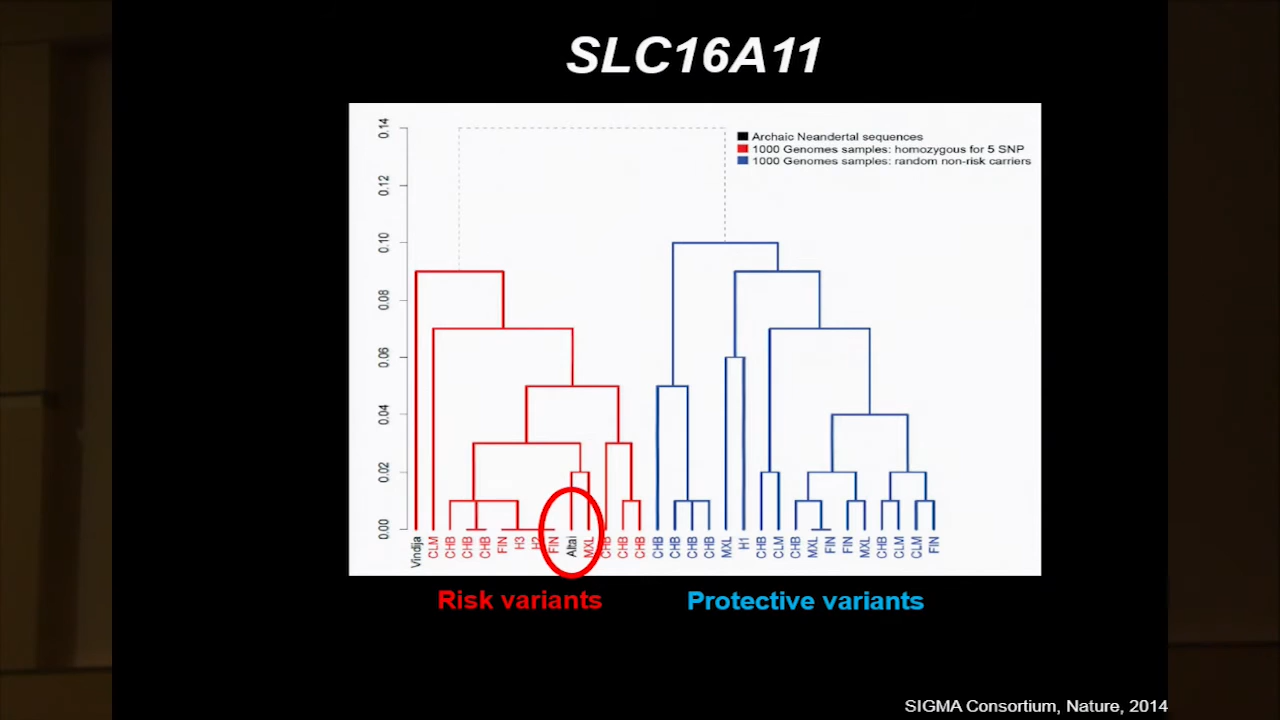 SLC16A11
Archaic Neandertal sequences
1000 Genomes samples: homozygous for 5 SNP
1000 Genomes samples: random non-risk carriers
0.14
0.12
0.10
0.08
0.06
0.04
0.02
0.00
Vindija CLM CHB CHB CHB FIN H3 H2 FIN Altai MXL CHB CHB CHB CHB CHB CHB CHB MXL H1 CHB CLM CHB MXL FIN FIN MXL CHB CLM CLM FIN
Risk variants
Protective variants
SIGMA Consortium, Nature, 2014